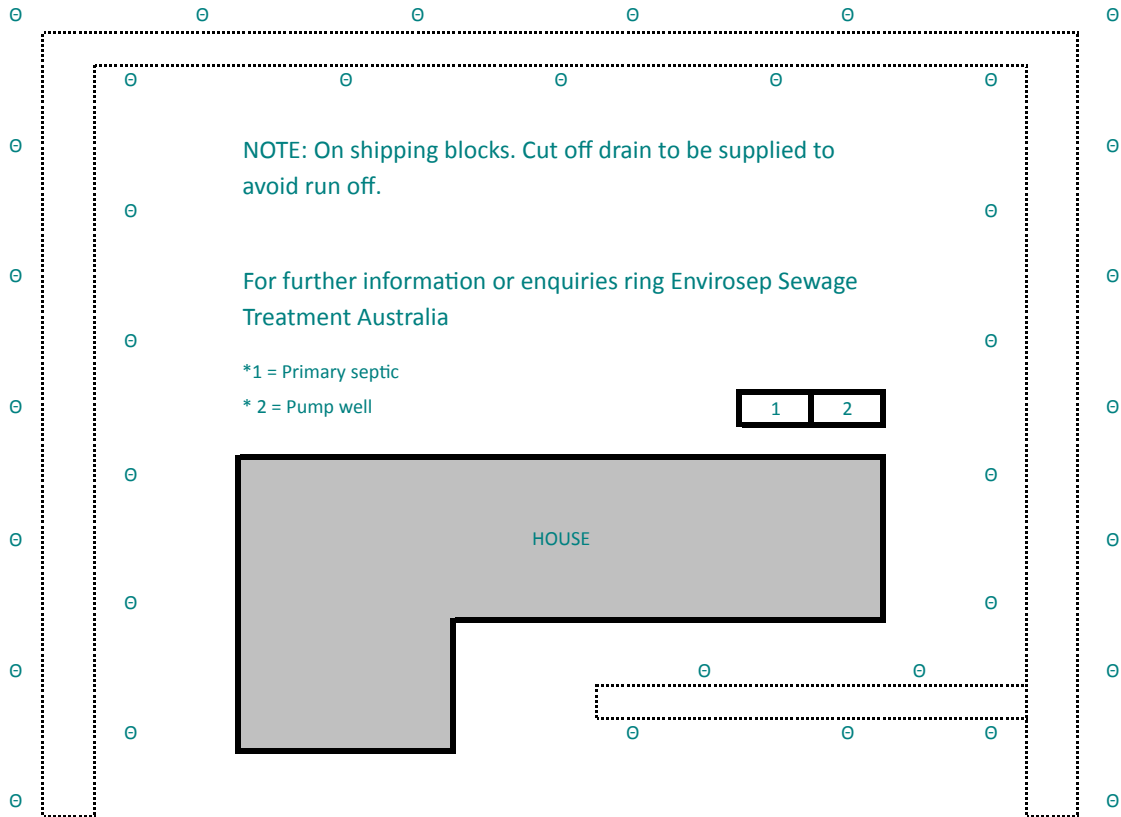 NOTE: On shipping blocks. Cut off drain to be supplied to
avoid run off.
For further information or enquiries ring Envirosep Sewage
Treatment Australia
*1 = Primary septic
* 2 = Pump well
1 2
HOUSE